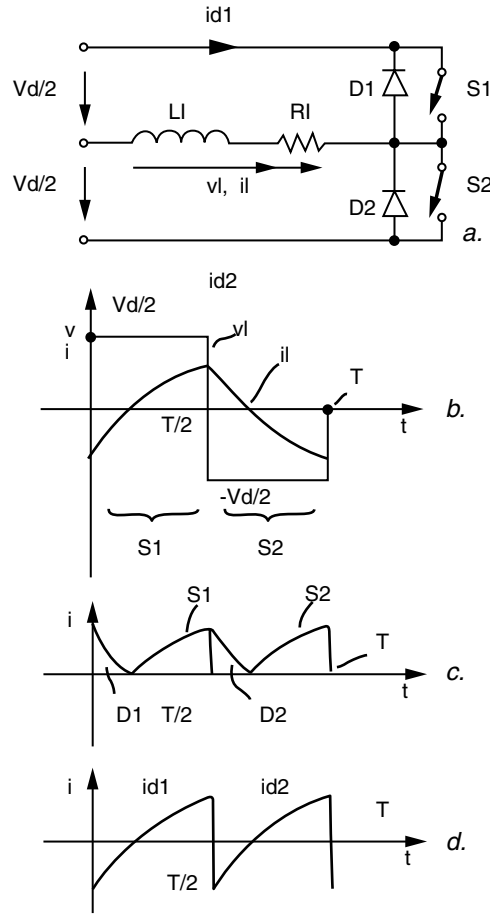 id1
Vd/2
D1
S1
LI
RI
Vd/2
vl, il
D2
S2
a.
id2
Vd/2
v
i
vl
il
T
T/2
t
b.
-Vd/2
S1
S2
S1
S2
i
T
D1
T/2
D2
t
c.
i
id1
id2
T
T/2
t
d.